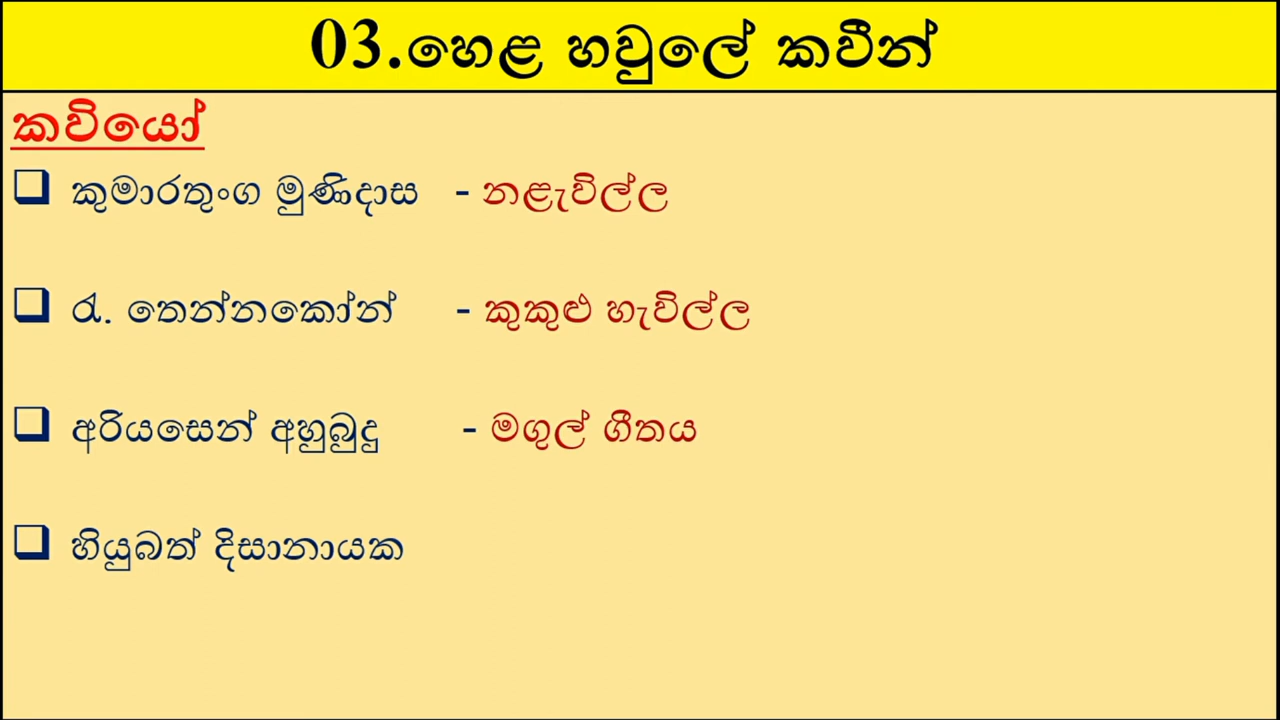 03.හෙළ හවුලේ කවීන්
කවියෝ
කුමාරතුංග මුණිදාස - නළැවිල්ල
රැ. තෙන්නකෝන් - කුකුළු හැවිල්ල
අරියසෙන් අහුබුදු - මගුල් ගීතය
හියුබත් දිසානායක